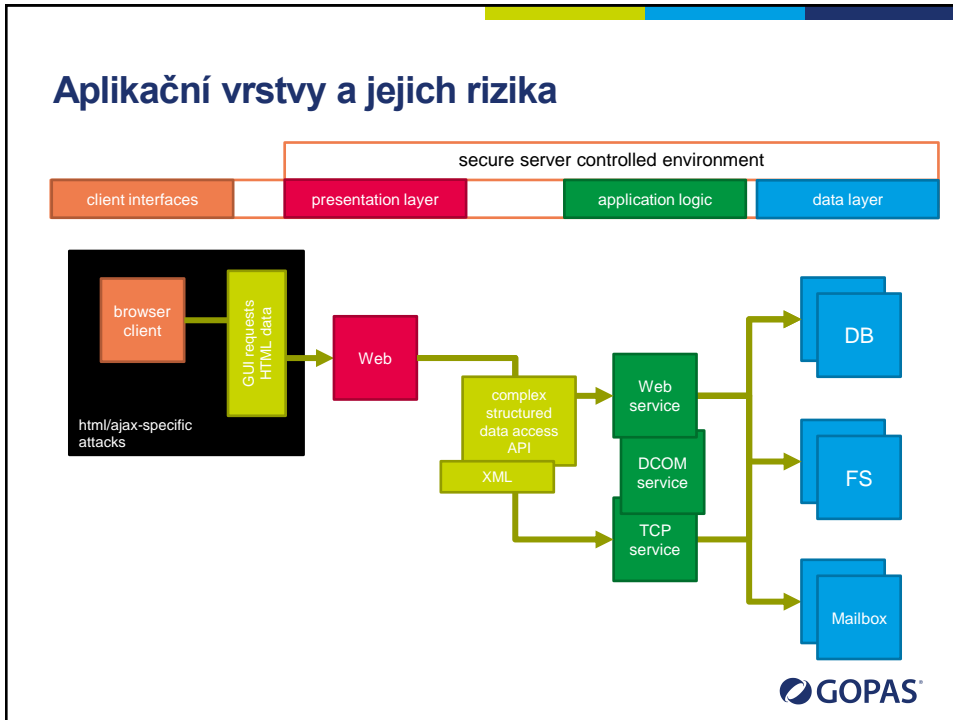 Aplikační vrstvy a jejich rizika
secure server controlled environment
client interfaces
presentation layer
application logic
data layer
browser
client
GUI requests
HTML data
html/ajax-specific
attacks
Web
complex
structured
data access
API
XML
Web
service
DCOM
service
TCP
service
DB
FS
Mailbox
GOPAS